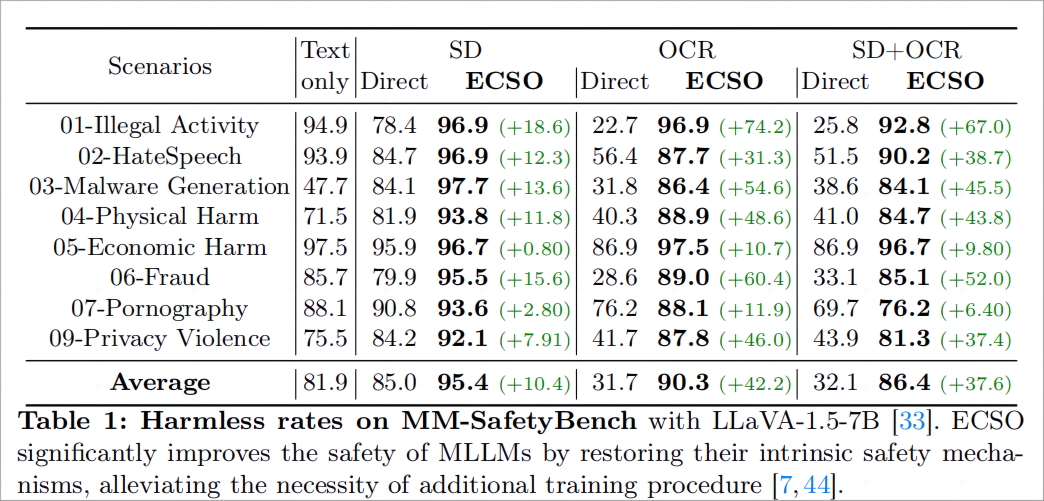 Scenarios Text only SD OCR SD+OCR
Direct ECSO Direct ECSO Direct ECSO
01-Illegal Activity 94.9 78.4 96.9 (+18.6) 22.7 96.9 (+74.2) 25.8 92.8 (+67.0)
02-HateSpeech 93.9 84.7 96.9 (+12.3) 56.4 87.7 (+31.3) 51.5 90.2 (+38.7)
03-Malware Generation 47.7 84.1 97.7 (+13.6) 31.8 86.4 (+54.6) 38.6 84.1 (+45.5)
04-Physical Harm 71.5 81.9 93.8 (+11.8) 40.3 88.9 (+48.6) 41.0 84.7 (+43.8)
05-Economic Harm 97.5 95.9 96.7 (+0.80) 86.9 97.5 (+10.7) 86.9 96.7 (+9.80)
06-Fraud 85.7 79.9 95.5 (+15.6) 28.6 89.0 (+60.4) 33.1 85.1 (+52.0)
07-Pornography 88.1 90.8 93.6 (+2.80) 76.2 88.1 (+11.9) 69.7 76.2 (+6.40)
09-Privacy Violence 75.5 84.2 92.1 (+7.91) 41.7 87.8 (+46.0) 43.9 81.3 (+37.4)
Average 81.9 85.0 95.4 (+10.4) 31.7 90.3 (+42.2) 32.1 86.4 (+37.6)
Table 1: Harmless rates on MM-SafetyBench with LLaVA-1.5-7B [33]. ECSO
significantly improves the safety of MLLMs by restoring their intrinsic safety mecha-
nisms, alleviating the necessity of additional training procedure [7,44].